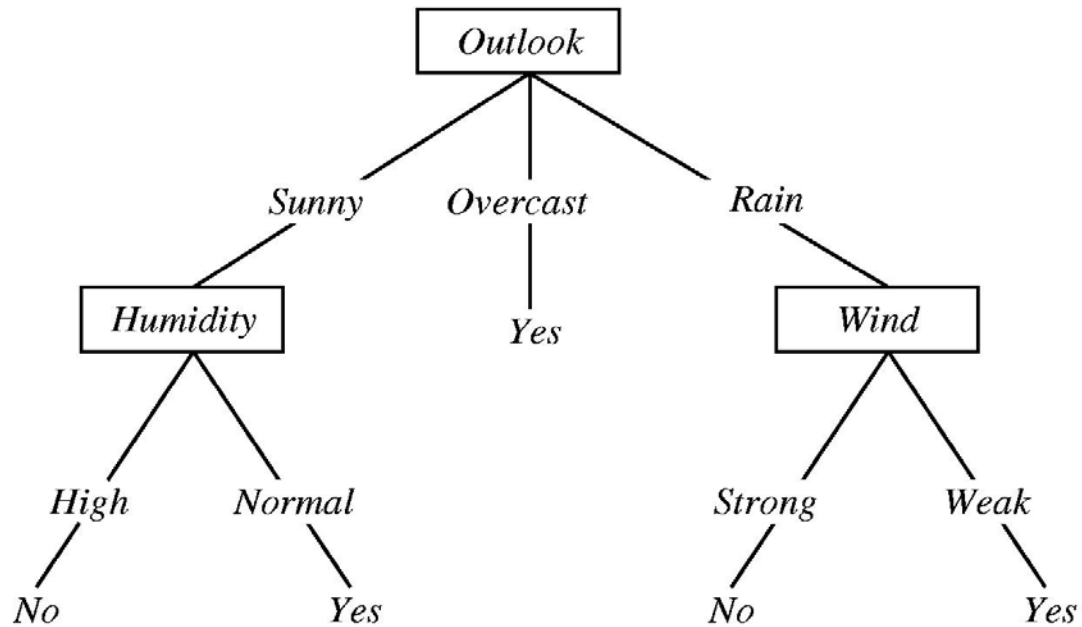 Outlook
Sunny Overcast Rain
Humidity Yes Wind
High Normal Strong Weak
No Yes No Yes